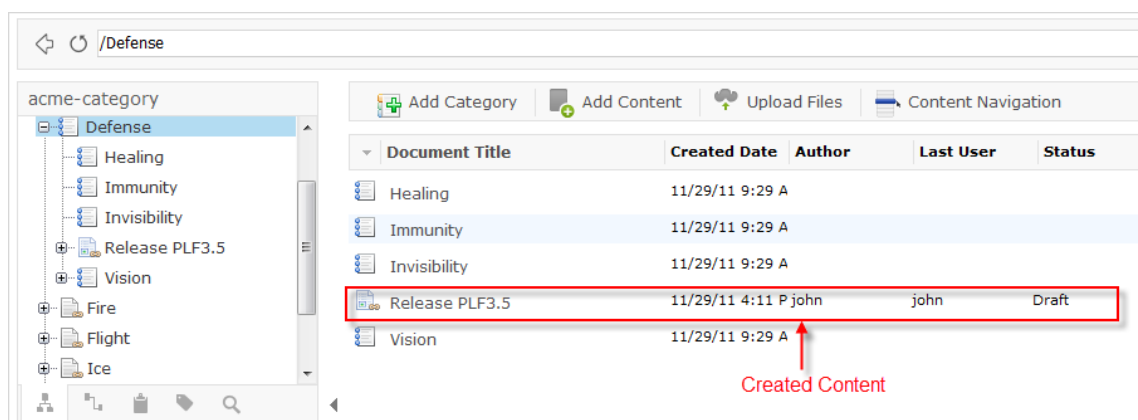 /Defense
acme-category
Defense
Healing
Immunity
Invisibility
Release PLF3.5
Vision
Fire
Flight
Ice
Add Category Add Content Upload Files Content Navigation
Document Title Created Date Author Last User Status
Healing 11/29/11 9:29 A
Immunity 11/29/11 9:29 A
Invisibility 11/29/11 9:29 A
Release PLF3.5 11/29/11 4:11 P john john Draft
Vision 11/29/11 9:29 A
Created Content